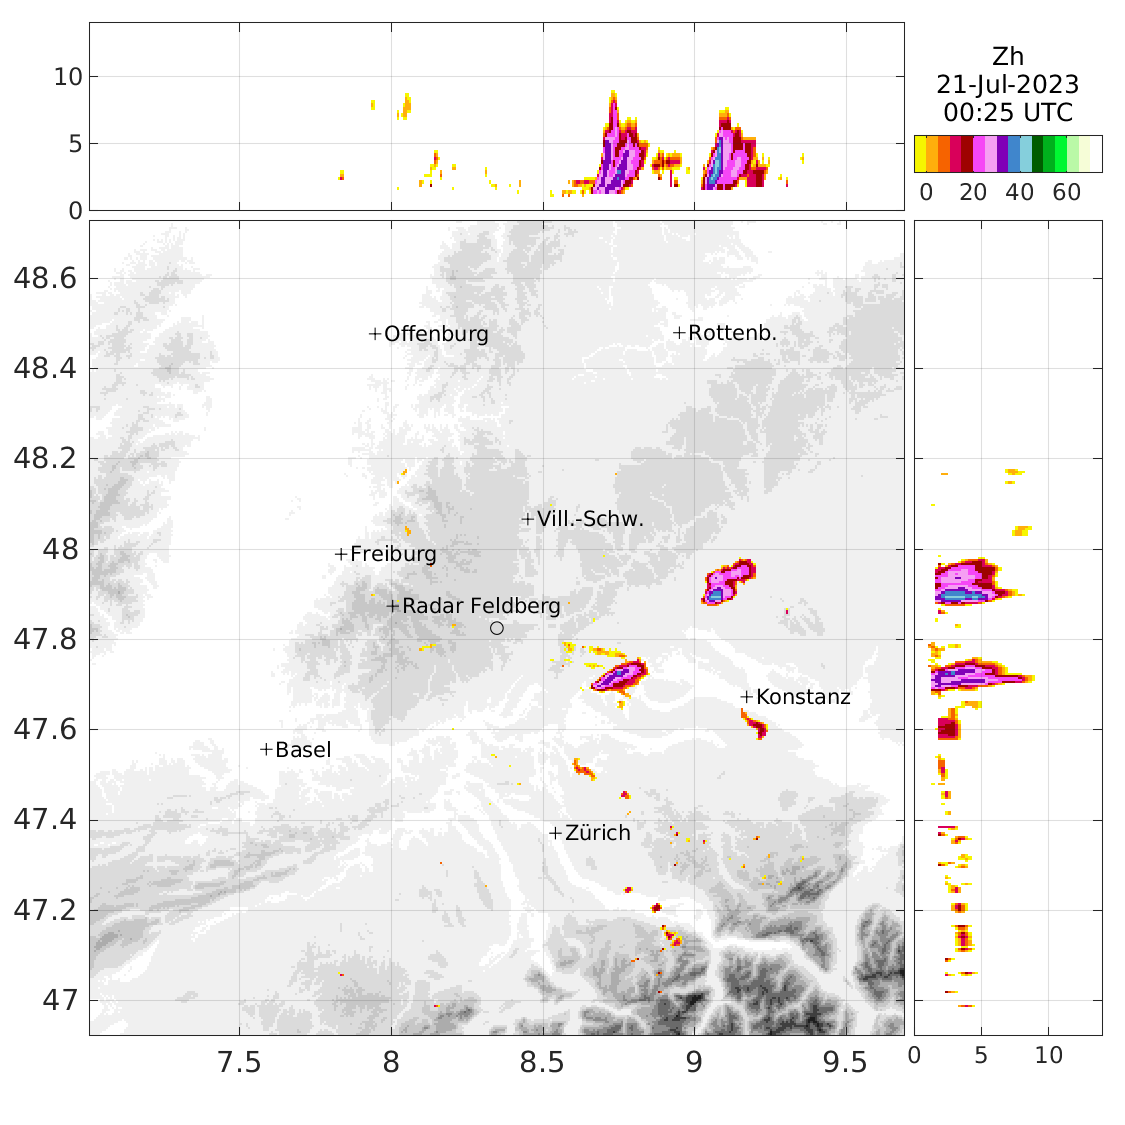 Zh
21-Jul-2023
00:25 UTC
0 20 40 60
10
5
0
48.6
48.4
48.2
48
47.8
47.6
47.4
47.2
47
+Offenburg
+Rottenb.
+Vill.-Schw.
+Freiburg
+Radar Feldberg
+Konstanz
+Basel
+Zürich
7.5 8 8.5 9 9.5
0 5 10